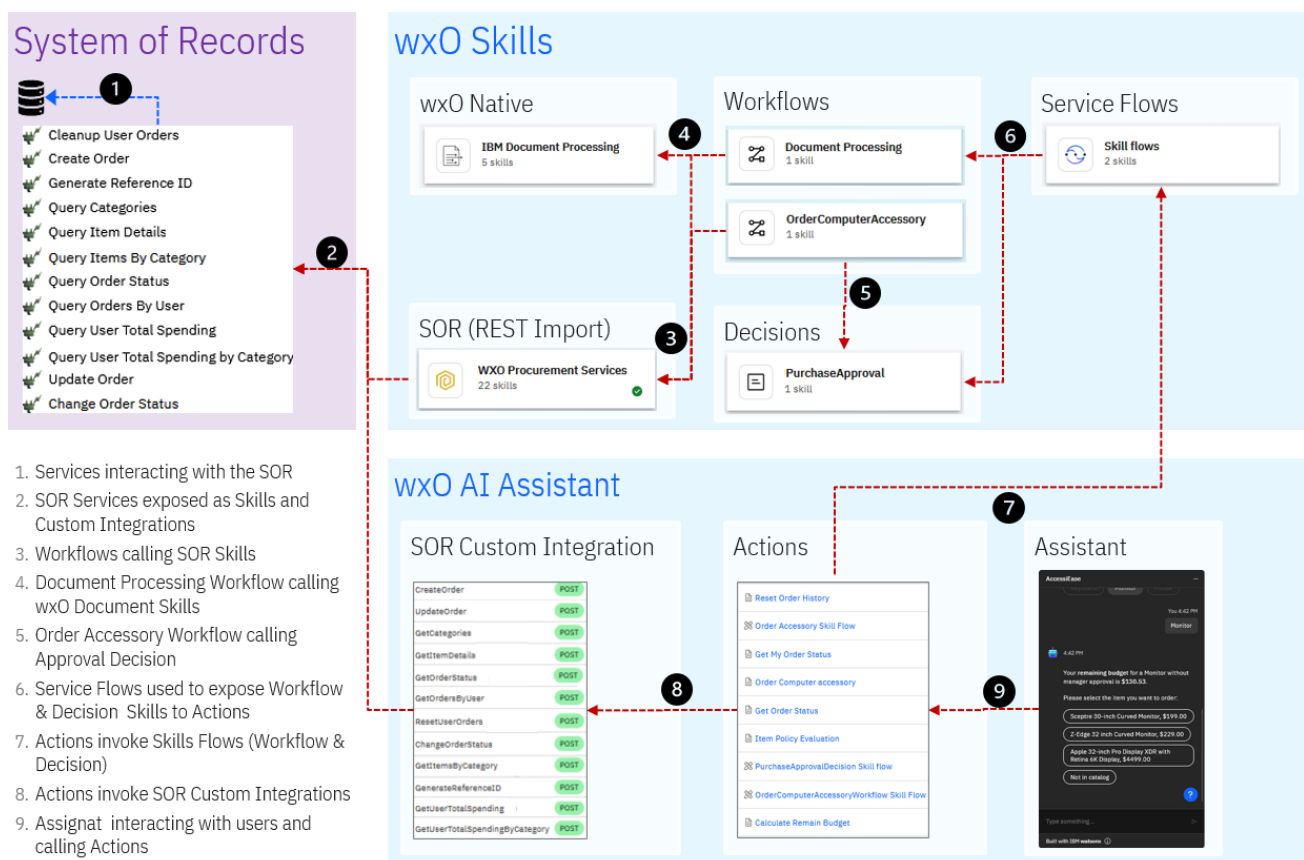 System of Records
1
Cleanup User Orders
Create Order
Generate Reference ID
Query Categories
Query Item Details
Query Items By Category
Query Order Status
Query Orders By User
Query User Total Spending
Query User Total Spending by Category
Update Order
Change Order Status
2
1. Services interacting with the SOR
2. SOR Services exposed as Skills and
Custom Integrations
3. Workflows calling SOR Skills
4. Document Processing Workflow calling
wxO Document Skills
5. Order Accessory Workflow calling
Approval Decision
6. Service Flows used to expose Workflow
& Decision Skills to Actions
7. Actions invoke Skills Flows (Workflow &
Decision)
8. Actions invoke SOR Custom Integrations
9. Assignat interacting with users and
calling Actions
wxO Skills
wxO Native
IBM Document Processing
5 skills
4
Workflows
Document Processing
1 skill
OrderComputerAccessory
1 skill
6
Service Flows
Skill flows
2 skills
5
SOR (REST Import)
WXO Procurement Services
22 skills
3
Decisions
PurchaseApproval
1 skill
wxO AI Assistant
7
SOR Custom Integration
CreateOrder POST
UpdateOrder POST
GetCategories POST
GetItemDetails POST
GetOrderStatus POST
GetOrdersByUser POST
ResetUserOrders POST
ChangeOrderStatus POST
GetItemsByCategory POST
GenerateReferenceID POST
GetUserTotalSpending POST
GetUserTotalSpendingByCategory POST
8
Actions
Reset Order History
Order Accessory Skill Flow
Get My Order Status
Order Computer accessory
Get Order Status
Item Policy Evaluation
PurchaseApprovalDecision Skill flow
OrderComputerAccessoryWorkflow Skill Flow
Calculate Remain Budget
9
Assistant
AccessiEase
You 4:42 PM
Monitor
4:42 PM
Your remaining budget for a Monitor without
manager approval is $130.53.
Please select the item you want to order:
Sceptre 30-inch Curved Monitor, $199.00
Z-Edge 32 inch Curved Monitor, $229.00
Apple 32-inch Pro Display XDR with
Retina 6K Display, $4499.00
Not in catalog
?
Type something...
Built with IBM watsonx